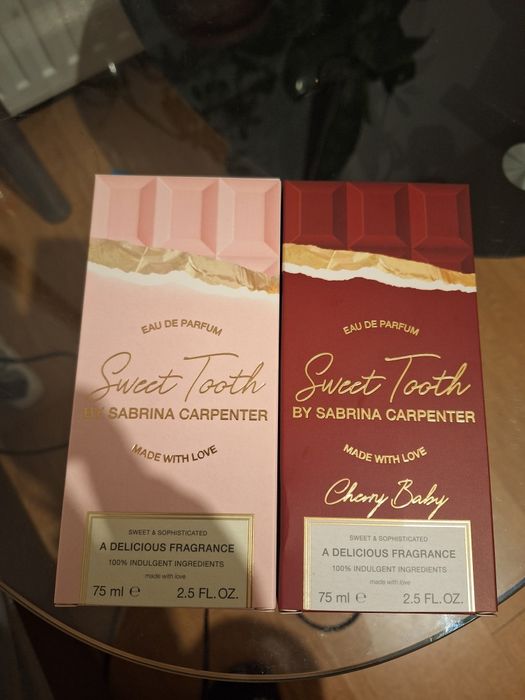 EAU DE PARFUM
Sweet Tooth
BY SABRINA CARPENTER
MADE WITH LOVE
SWEET & SOPHISTICATED
A DELICIOUS FRAGRANCE
100% INDULGENT INGREDIENTS
made with love
75 ml ℮ 2.5 FL.OZ.
EAU DE PARFUM
Sweet Tooth
BY SABRINA CARPENTER
MADE WITH LOVE
Cherry Baby
SWEET & SOPHISTICATED
A DELICIOUS FRAGRANCE
100% INDULGENT INGREDIENTS
made with love
75 ml ℮ 2.5 FL.OZ.